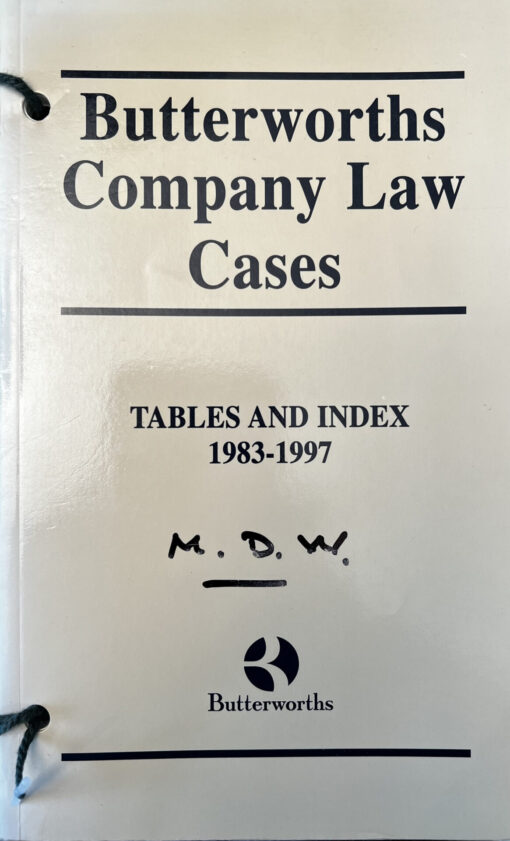 Butterworths
Company Law
Cases
TABLES AND INDEX
1983-1997
M. D. W.
Butterworths